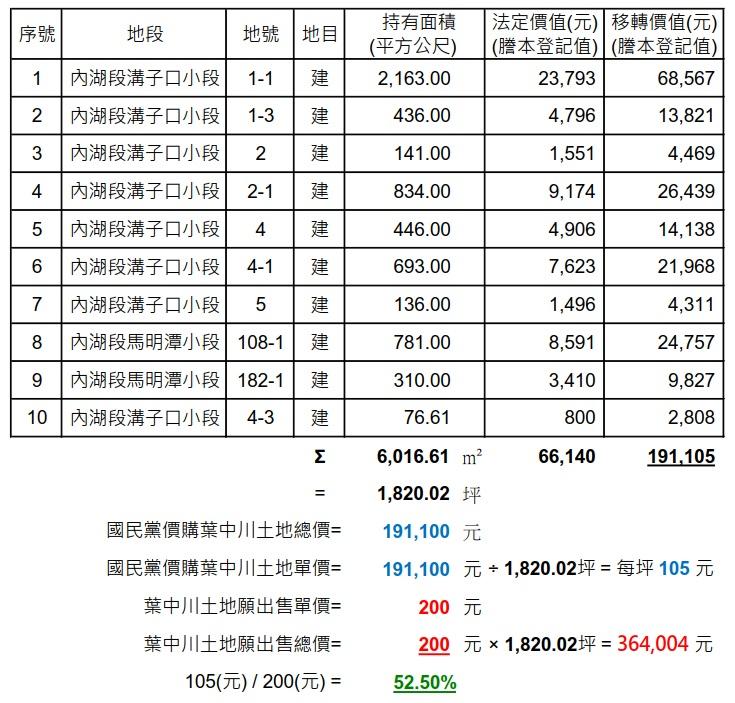 序號 地段 地號 地目 持有面積 法定價值(元) 移轉價值(元)
(平方公尺) (謄本登記值) (謄本登記值)
1 內湖段溝子口小段 1-1 建 2,163.00 23,793 68,567
2 內湖段溝子口小段 1-3 建 436.00 4,796 13,821
3 內湖段溝子口小段 2 建 141.00 1,551 4,469
4 內湖段溝子口小段 2-1 建 834.00 9,174 26,439
5 內湖段溝子口小段 4 建 446.00 4,906 14,138
6 內湖段溝子口小段 4-1 建 693.00 7,623 21,968
7 內湖段溝子口小段 5 建 136.00 1,496 4,311
8 內湖段馬明潭小段 108-1 建 781.00 8,591 24,757
9 內湖段馬明潭小段 182-1 建 310.00 3,410 9,827
10 內湖段溝子口小段 4-3 建 76.61 800 2,808
Σ 6,016.61 m² 66,140 191,105
= 1,820.02 坪
國民黨價購葉中川土地總價= 191,100 元
國民黨價購葉中川土地單價= 191,100 元 ÷ 1,820.02坪 = 每坪 105 元
葉中川土地願出售單價= 200 元
葉中川土地願出售總價= 200 元 × 1,820.02坪 = 364,004 元
105(元) / 200(元) = 52.50%